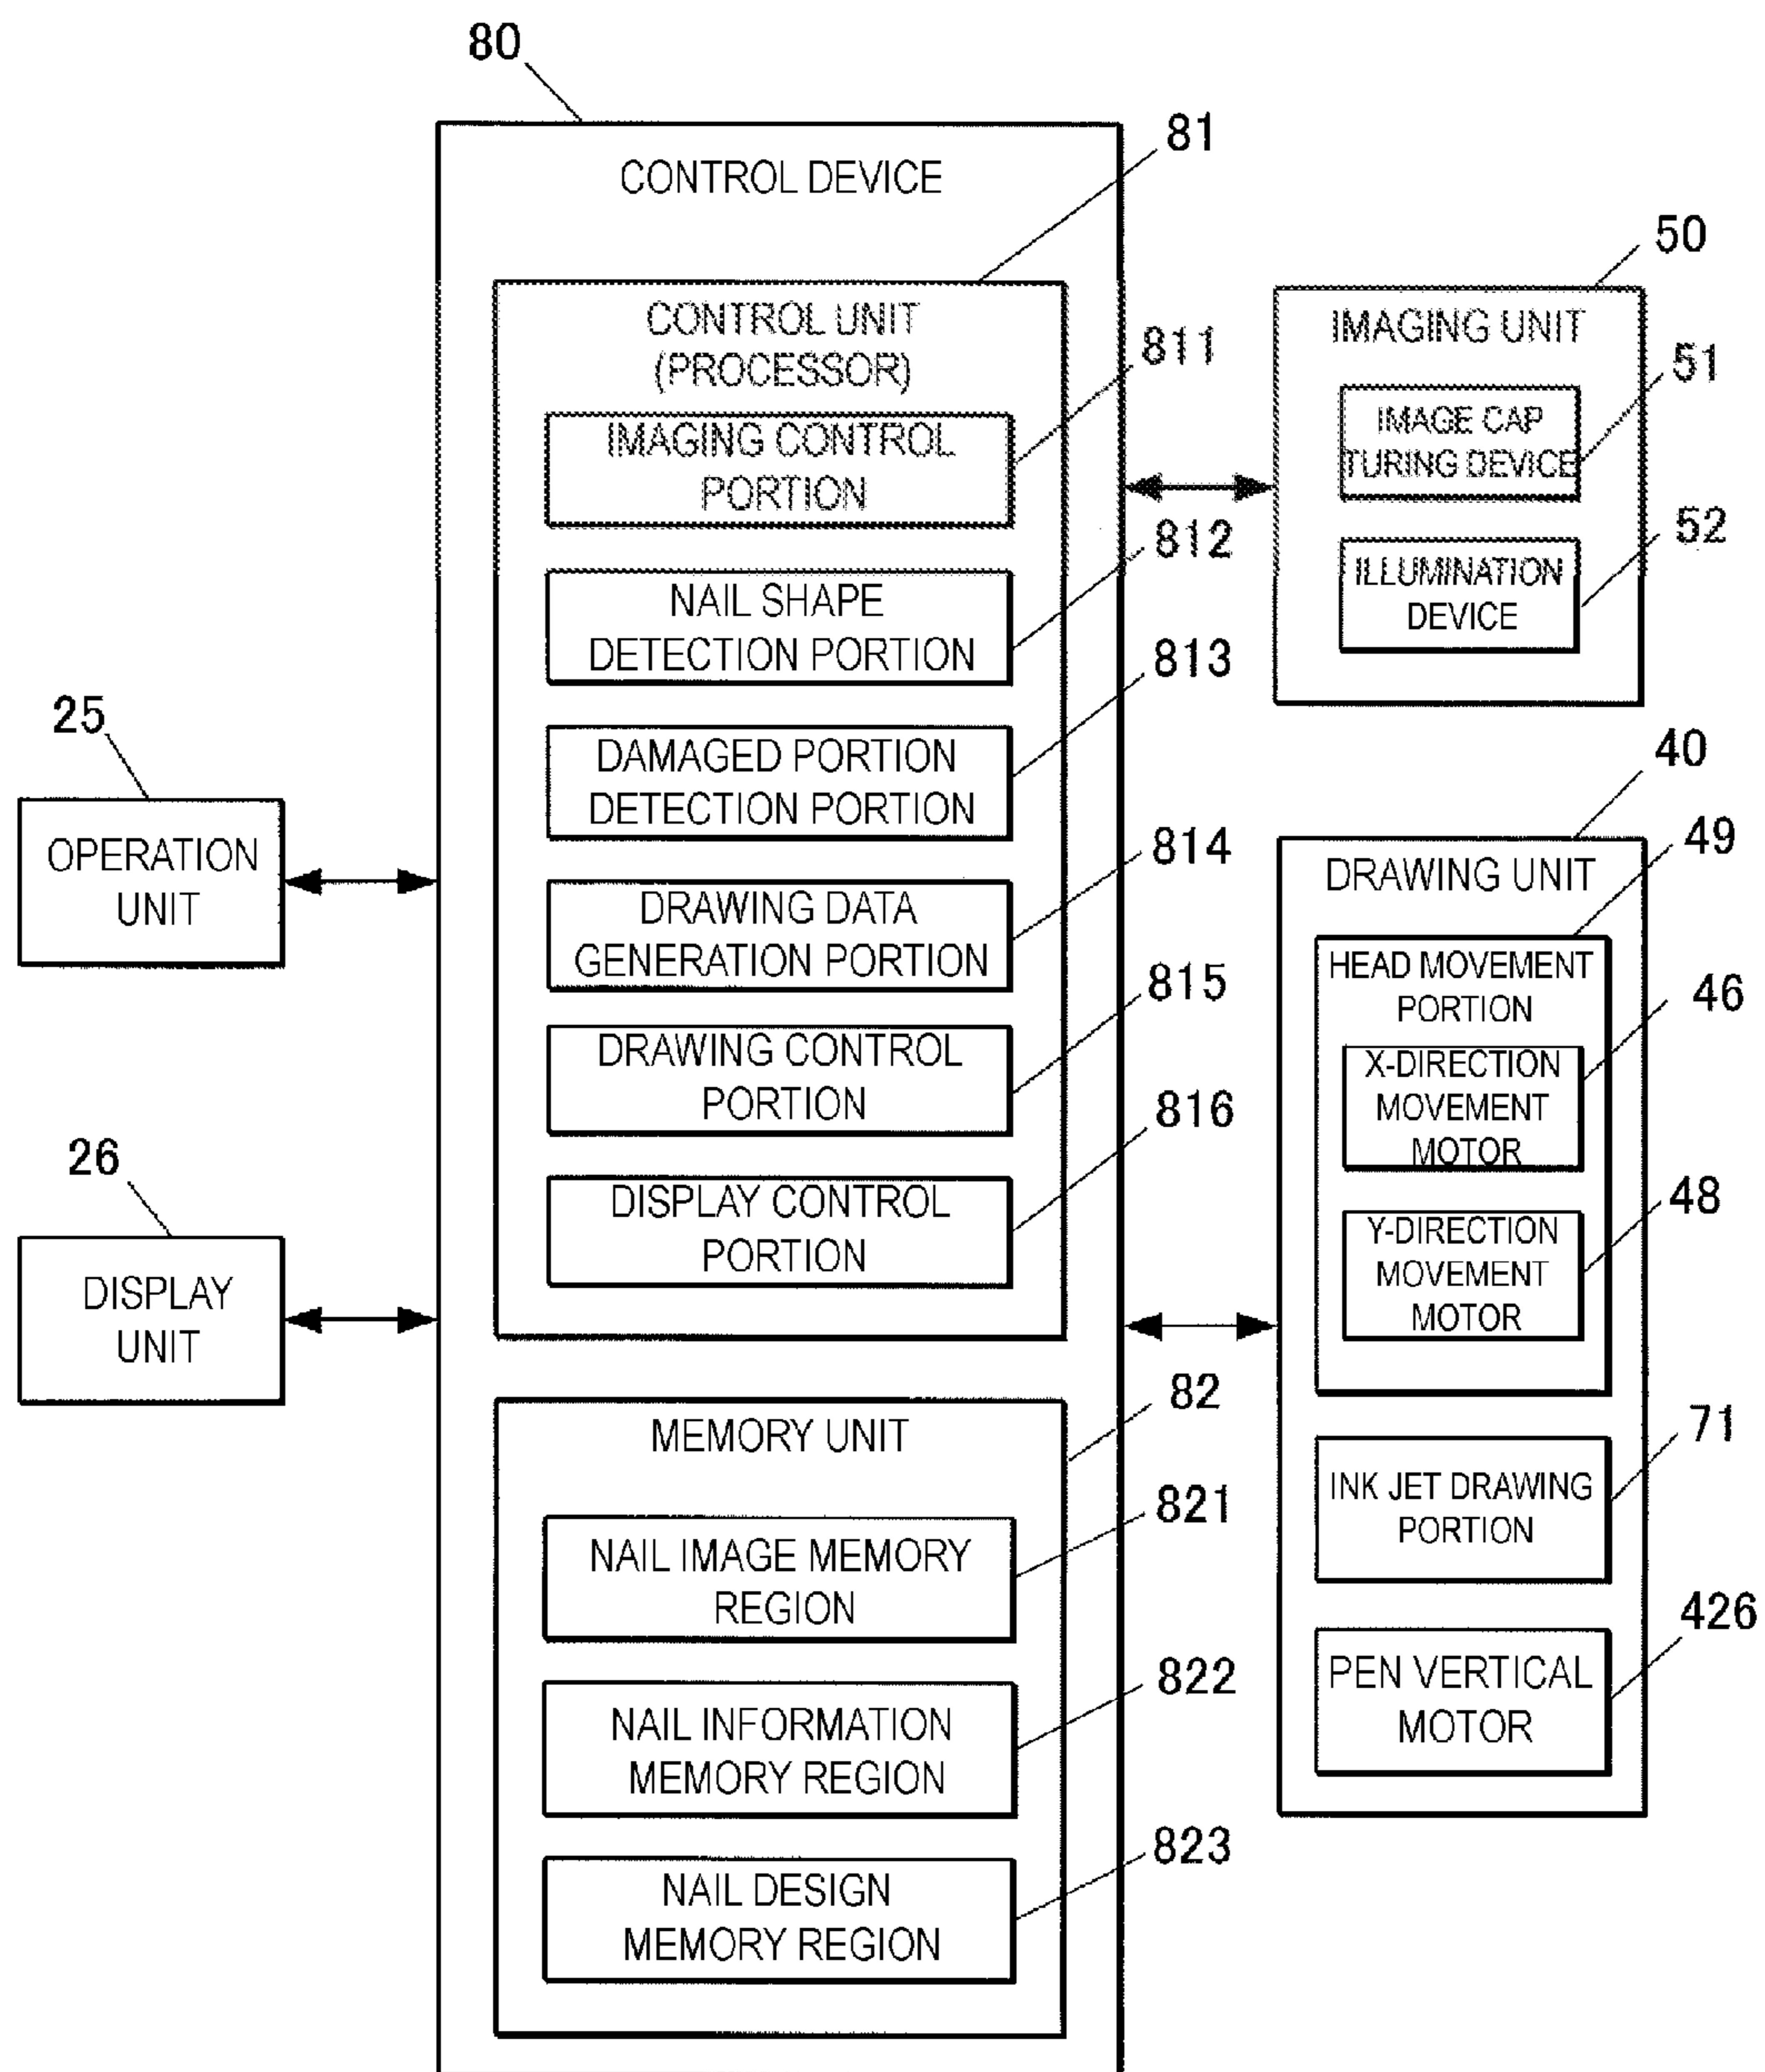 80
CONTROL DEVICE
81
CONTROL UNIT
(PROCESSOR)
811
IMAGING CONTROL
PORTION
812
NAIL SHAPE
DETECTION PORTION
813
DAMAGED PORTION
DETECTION PORTION
814
DRAWING DATA
GENERATION PORTION
815
DRAWING CONTROL
PORTION
816
DISPLAY CONTROL
PORTION
82
MEMORY UNIT
821
NAIL IMAGE MEMORY
REGION
822
NAIL INFORMATION
MEMORY REGION
823
NAIL DESIGN
MEMORY REGION
25
OPERATION
UNIT
26
DISPLAY
UNIT
50
IMAGING UNIT
51
IMAGE CAP
TURING DEVICE
52
ILLUMINATION
DEVICE
40
DRAWING UNIT
49
HEAD MOVEMENT
PORTION
46
X-DIRECTION
MOVEMENT
MOTOR
48
Y-DIRECTION
MOVEMENT
MOTOR
71
INK JET DRAWING
PORTION
426
PEN VERTICAL
MOTOR